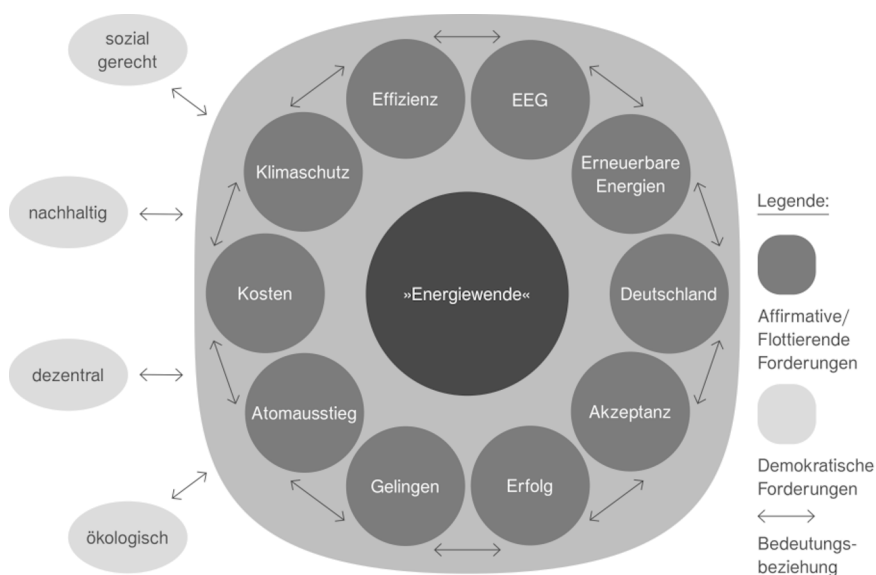 sozial
gerecht
nachhaltig
dezentral
ökologisch
Effizienz
EEG
Klimaschutz
Erneuerbare
Energien
Kosten
»Energiewende«
Deutschland
Atomausstieg
Akzeptanz
Gelingen
Erfolg
Legende:
Affirmative/
Flottierende
Forderungen
Demokratische
Forderungen
Bedeutungs-
beziehung